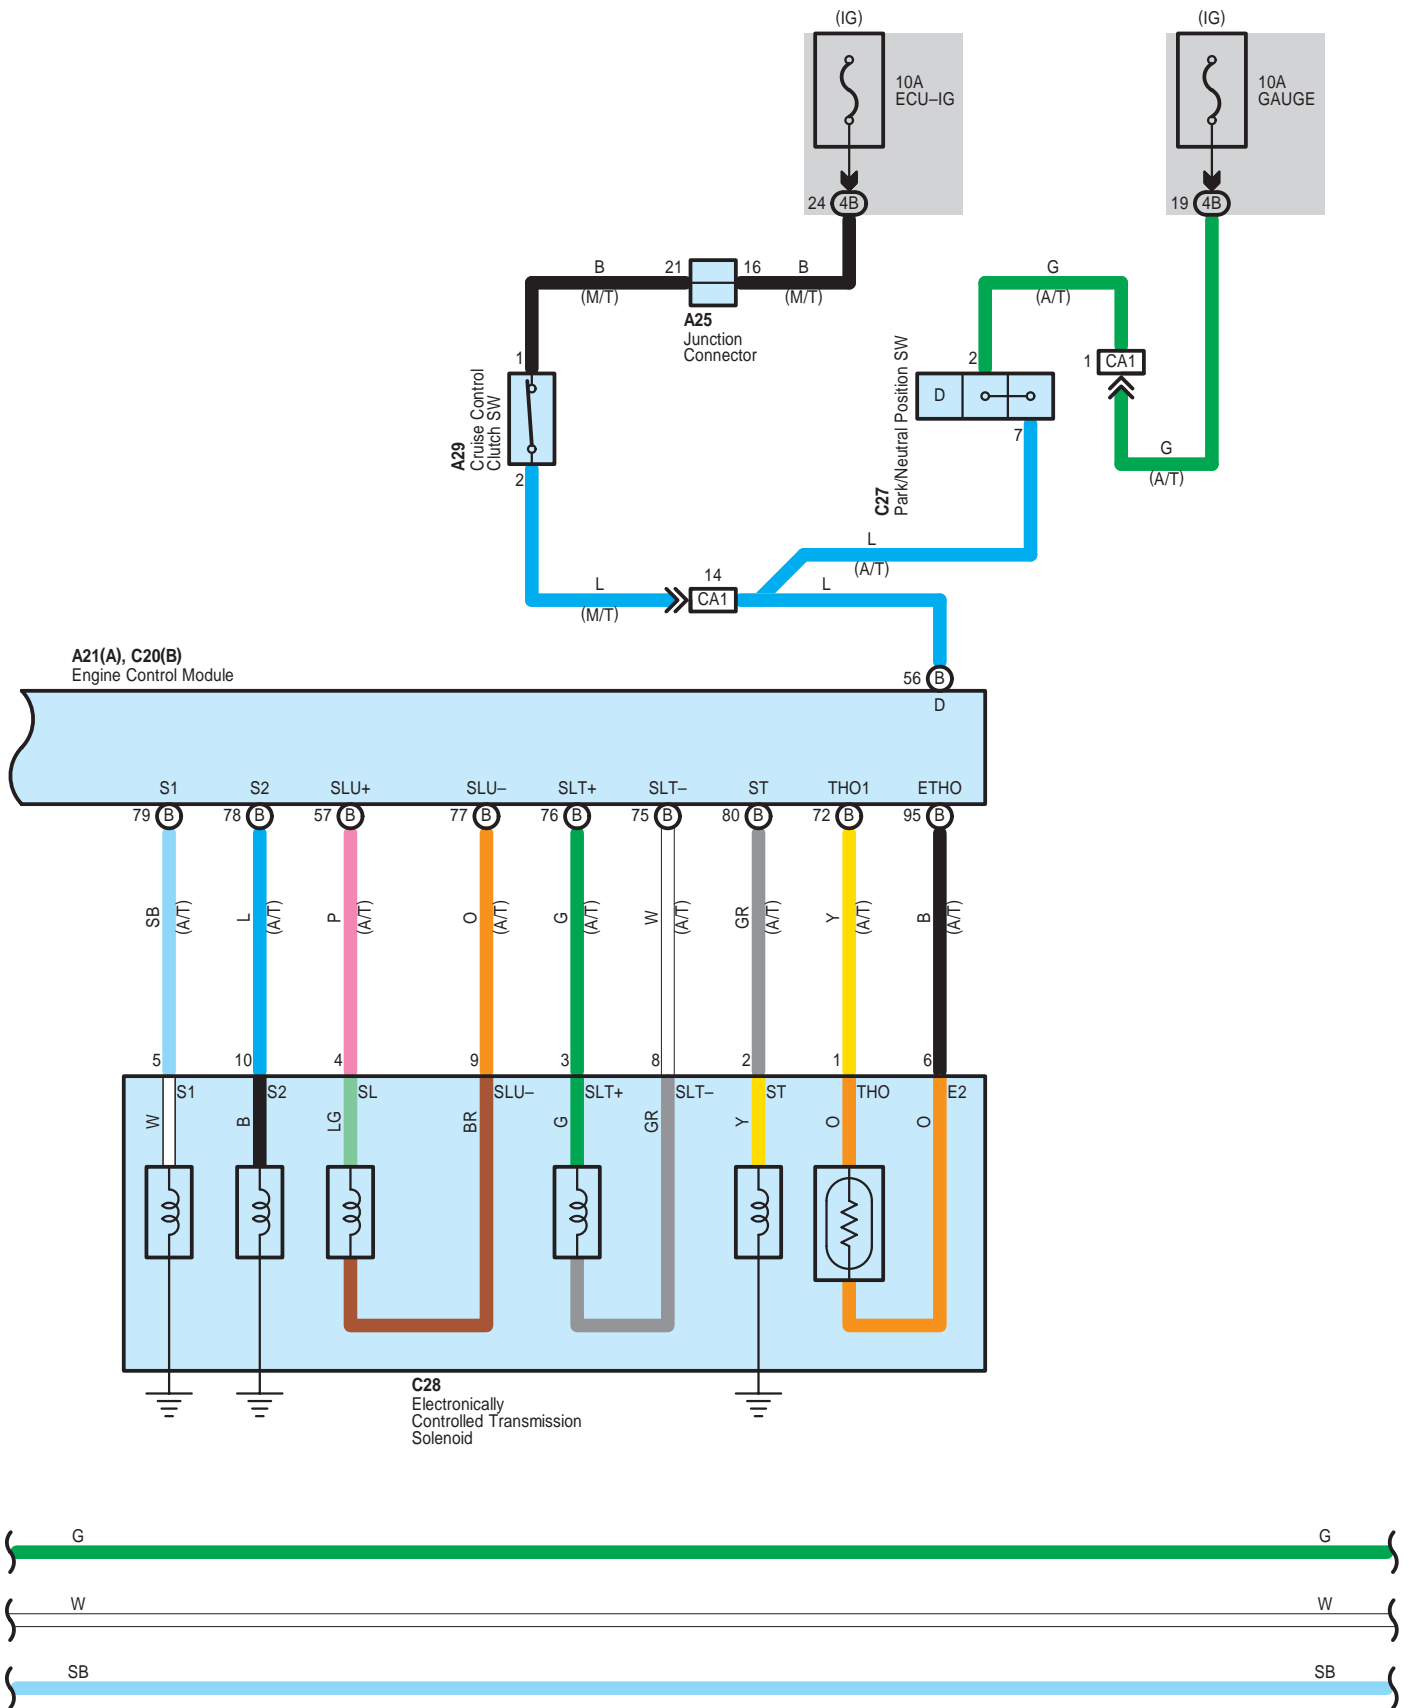 (IG)
(IG)
10A
ECU–IG
10A
GAUGE
24 4B
19 4B
B
(M/T)
21
16
B
(M/T)
G
(A/T)
A25
Junction
Connector
1
A29
Cruise Control
Clutch SW
2
C27
Park/Neutral Position SW
2
D
7
1 CA1
G
(A/T)
L
(A/T)
L
(M/T)
14
CA1
L
A21(A), C20(B)
Engine Control Module
56 B
D
S1
S2
SLU+
SLU–
SLT+
SLT–
ST
THO1
ETHO
79 B
78 B
57 B
77 B
76 B
75 B
80 B
72 B
95 B
SB
(A/T)
L
(A/T)
P
(A/T)
O
(A/T)
G
(A/T)
W
(A/T)
GR
(A/T)
Y
(A/T)
B
(A/T)
5
10
4
9
3
8
2
1
6
S1
S2
SL
SLU–
SLT+
SLT–
ST
THO
E2
W
B
LG
BR
G
GR
Y
O
O
C28
Electronically
Controlled Transmission
Solenoid
G
G
W
W
SB
SB